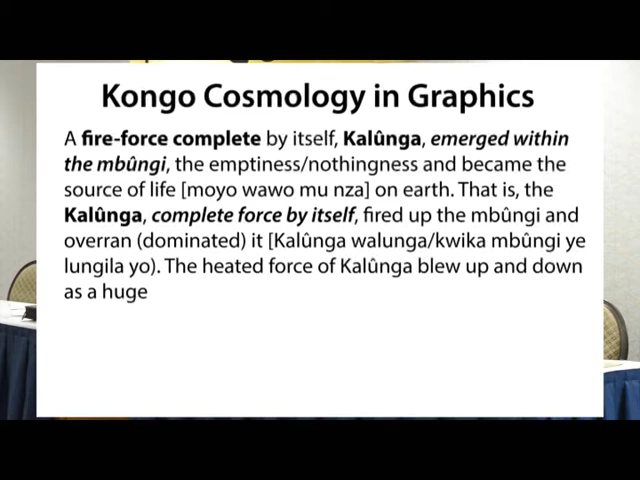 Kongo Cosmology in Graphics
A fire-force complete by itself, Kalûnga, emerged within
the mbûngi, the emptiness/nothingness and became the
source of life [moyo wawo mu nza] on earth. That is, the
Kalûnga, complete force by itself, fired up the mbûngi and
overran (dominated) it [Kalûnga walunga/kwika mbûngi ye
lungila yo). The heated force of Kalûnga blew up and down
as a huge